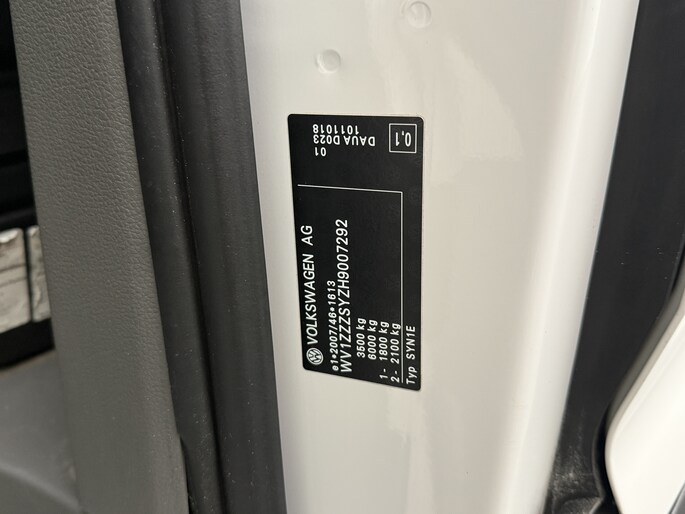 VOLKSWAGEN AG
e1*2007/46*1613
WV1ZZZSYZH9007292
3500 kg
6000 kg
1- 1800 kg
2- 2100 kg
Typ SYN1E
01
DAUA D023
1011018
0,1